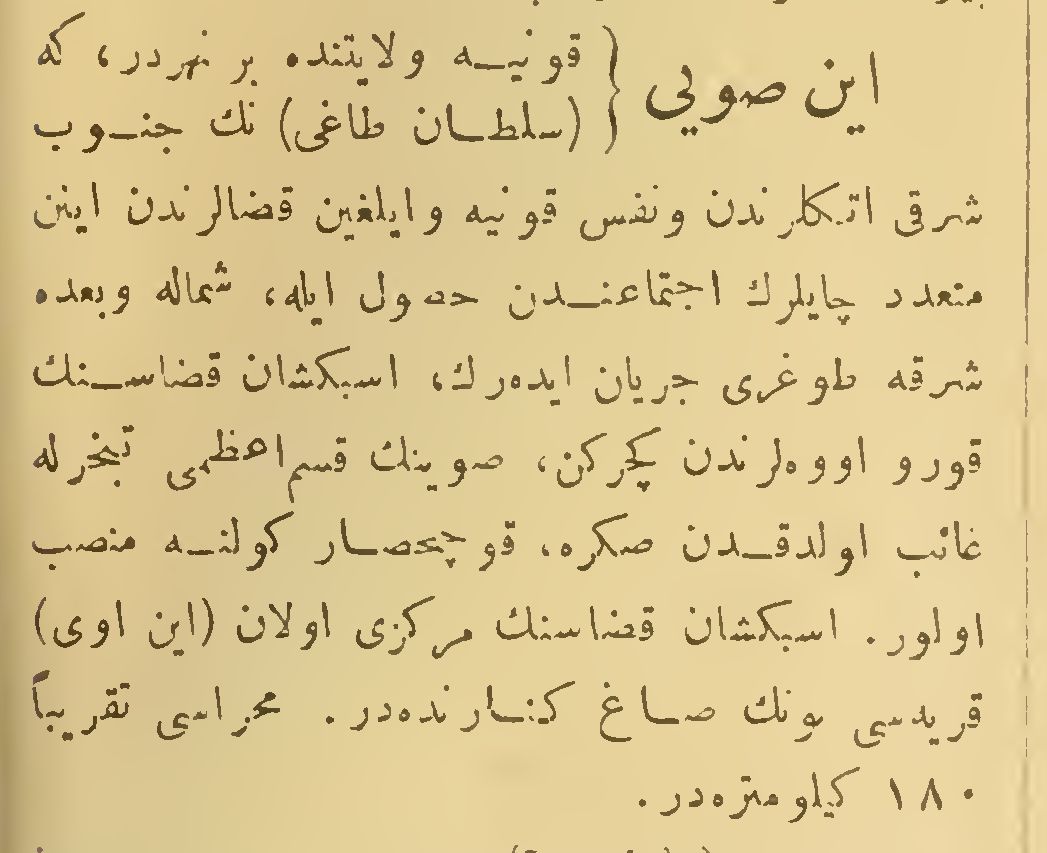 این صویی { قونیـه ولایتنده بر نهردر، که
(سلطـان طاغی) نك جنـوب
شرقی اتکلرندن ونفس قونیه وایلغین قضالرندن اینن
متعدد چایلرك اجتماعنـدن حصول ایله، شماله وبعده
شرقه طوغری جریان ایده‌رك، اسبکشان قضاسـنك
قورو اووه‌لرندن کچرکن، صوینك قسم اعظمی تبخرله
غائب اولدقـدن صکره، قوچحصـار کولنـه منصب
اولور. اسبکشان قضاسنك مرکزی اولان (این اوی)
قریه‌سی بونك صـاغ کنـارنده‌در. مجراسی تقریباً
١٨٠ کیلومتره‌در.